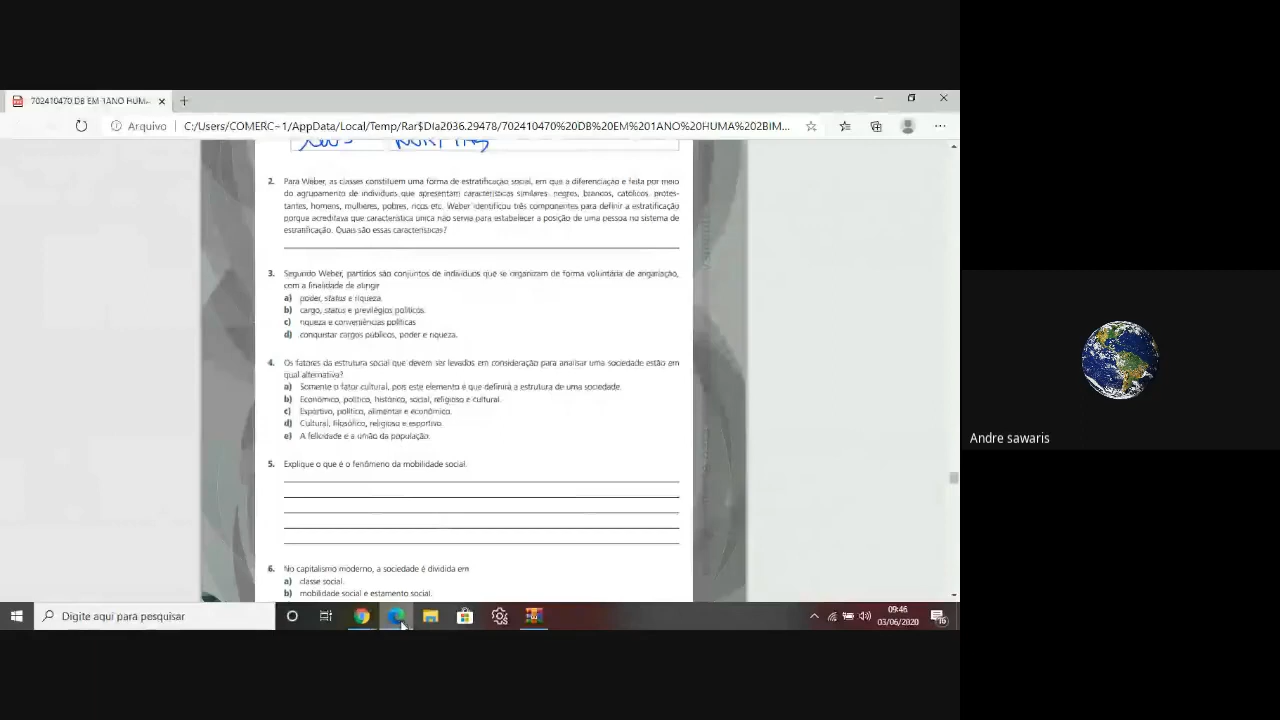 702410470 DB EM 1ANO HUM
Arquivo
C:/Users/COMERC~1/AppData/Local/Temp/Rar$DIa2036.29478/702410470%20DB%20EM%201ANO%20HUMA%202BIM...
2. Para Weber, as classes constituem uma forma de estratificação social, em que a diferenciação é feita por meio
do agrupamento de indivíduos que apresentam características similares: negros, brancos, católicos, protes-
tantes, homens, mulheres, pobres, ricos etc. Weber identificou três componentes para definir a estratificação
porque acreditava que característica única não servia para estabelecer a posição de uma pessoa no sistema de
estratificação. Quais são essas características?
3. Segundo Weber, partidos são conjuntos de indivíduos que se organizam de forma voluntária de angariação,
com a finalidade de atingir
a) poder, status e riqueza.
b) cargo, status e privilégios políticos.
c) riqueza e conveniências políticas
d) conquistar cargos públicos, poder e riqueza.
4. Os fatores da estrutura social que devem ser levados em consideração para analisar uma sociedade estão em
qual alternativa?
a) Somente o fator cultural, pois este elemento é que definirá a estrutura de uma sociedade.
b) Econômico, político, histórico, social, religioso e cultural.
c) Esportivo, político, alimentar e econômico.
d) Cultural, filosófico, religioso e esportivo.
e) A felicidade e a união da população.
5. Explique o que é o fenômeno da mobilidade social.
6. No capitalismo moderno, a sociedade é dividida em
a) classe social.
b) mobilidade social e estamento social.
Andre sawaris
Digite aqui para pesquisar
09:46
03/06/2020